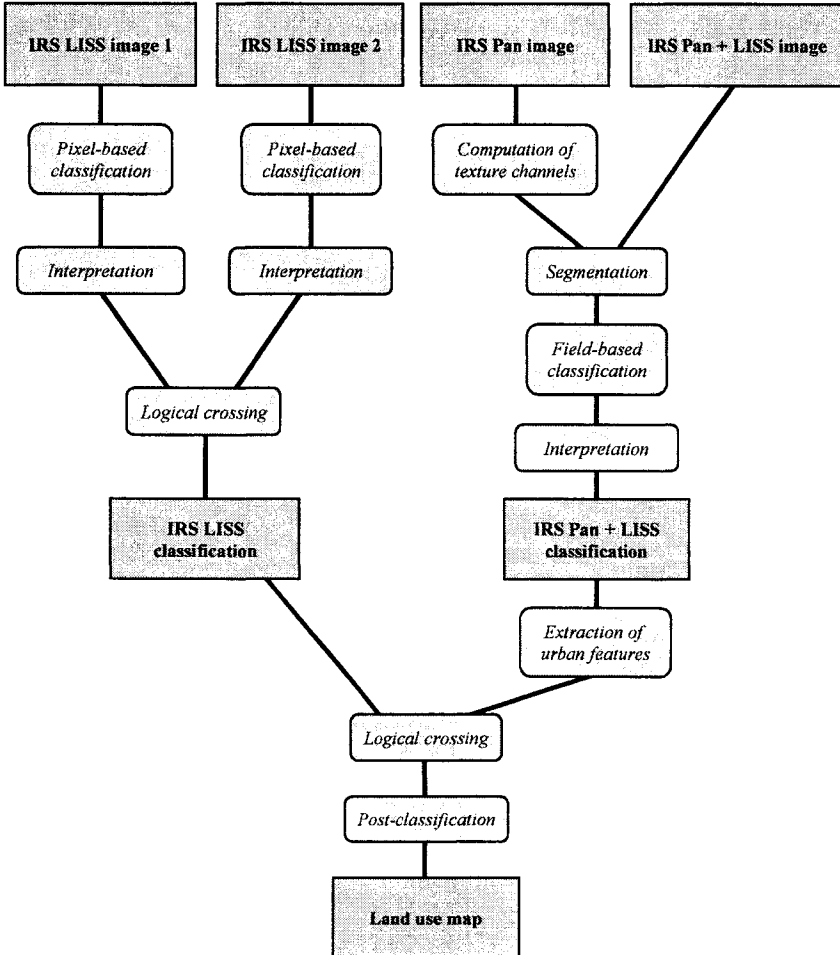 IRS LISS image 1
IRS LISS image 2
IRS Pan image
IRS Pan + LISS image
Pixel-based
classification
Pixel-based
classification
Computation of
texture channels
Interpretation
Interpretation
Segmentation
Field-based
classification
Logical crossing
Interpretation
IRS LISS
classification
IRS Pan + LISS
classification
Extraction of
urban features
Logical crossing
Post-classification
Land use map